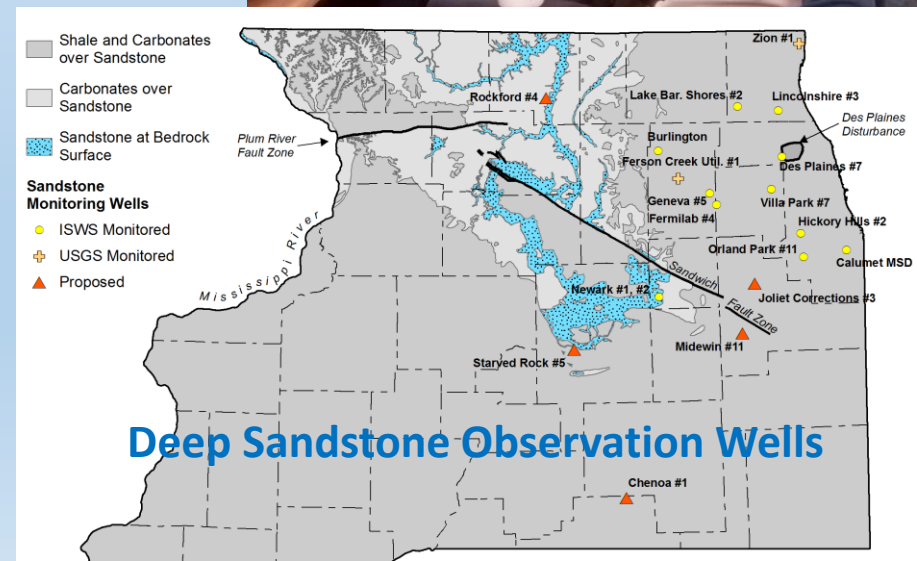 Shale and Carbonates
over Sandstone
Carbonates over
Sandstone
Sandstone at Bedrock
Surface
Sandstone
Monitoring Wells
ISWS Monitored
USGS Monitored
Proposed
Mississippi River
Plum River
Fault Zone
Rockford #4
Zion #1
Lake Bar. Shores #2
Lincolnshire #3
Des Plaines
Disturbance
Burlington
Ferson Creek Util. #1
Des Plaines #7
Geneva #5
Fermilab #4
Villa Park #7
Hickory Hills #2
Orland Park #11
Calumet MSD
Sandwich
Fault Zone
Newark #1, #2
Joliet Corrections #3
Midewin #11
Starved Rock #5
Deep Sandstone Observation Wells
Chenoa #1